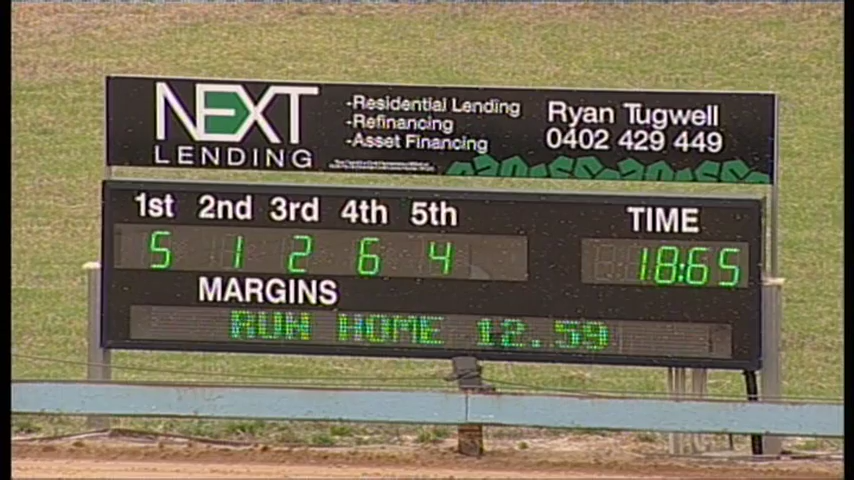 NEXT
LENDING
-Residential Lending
-Refinancing
-Asset Financing
Ryan Tugwell
0402 429 449
1st 2nd 3rd 4th 5th TIME
5 1 2 6 4 18:65
MARGINS
RUN HOME 12.59